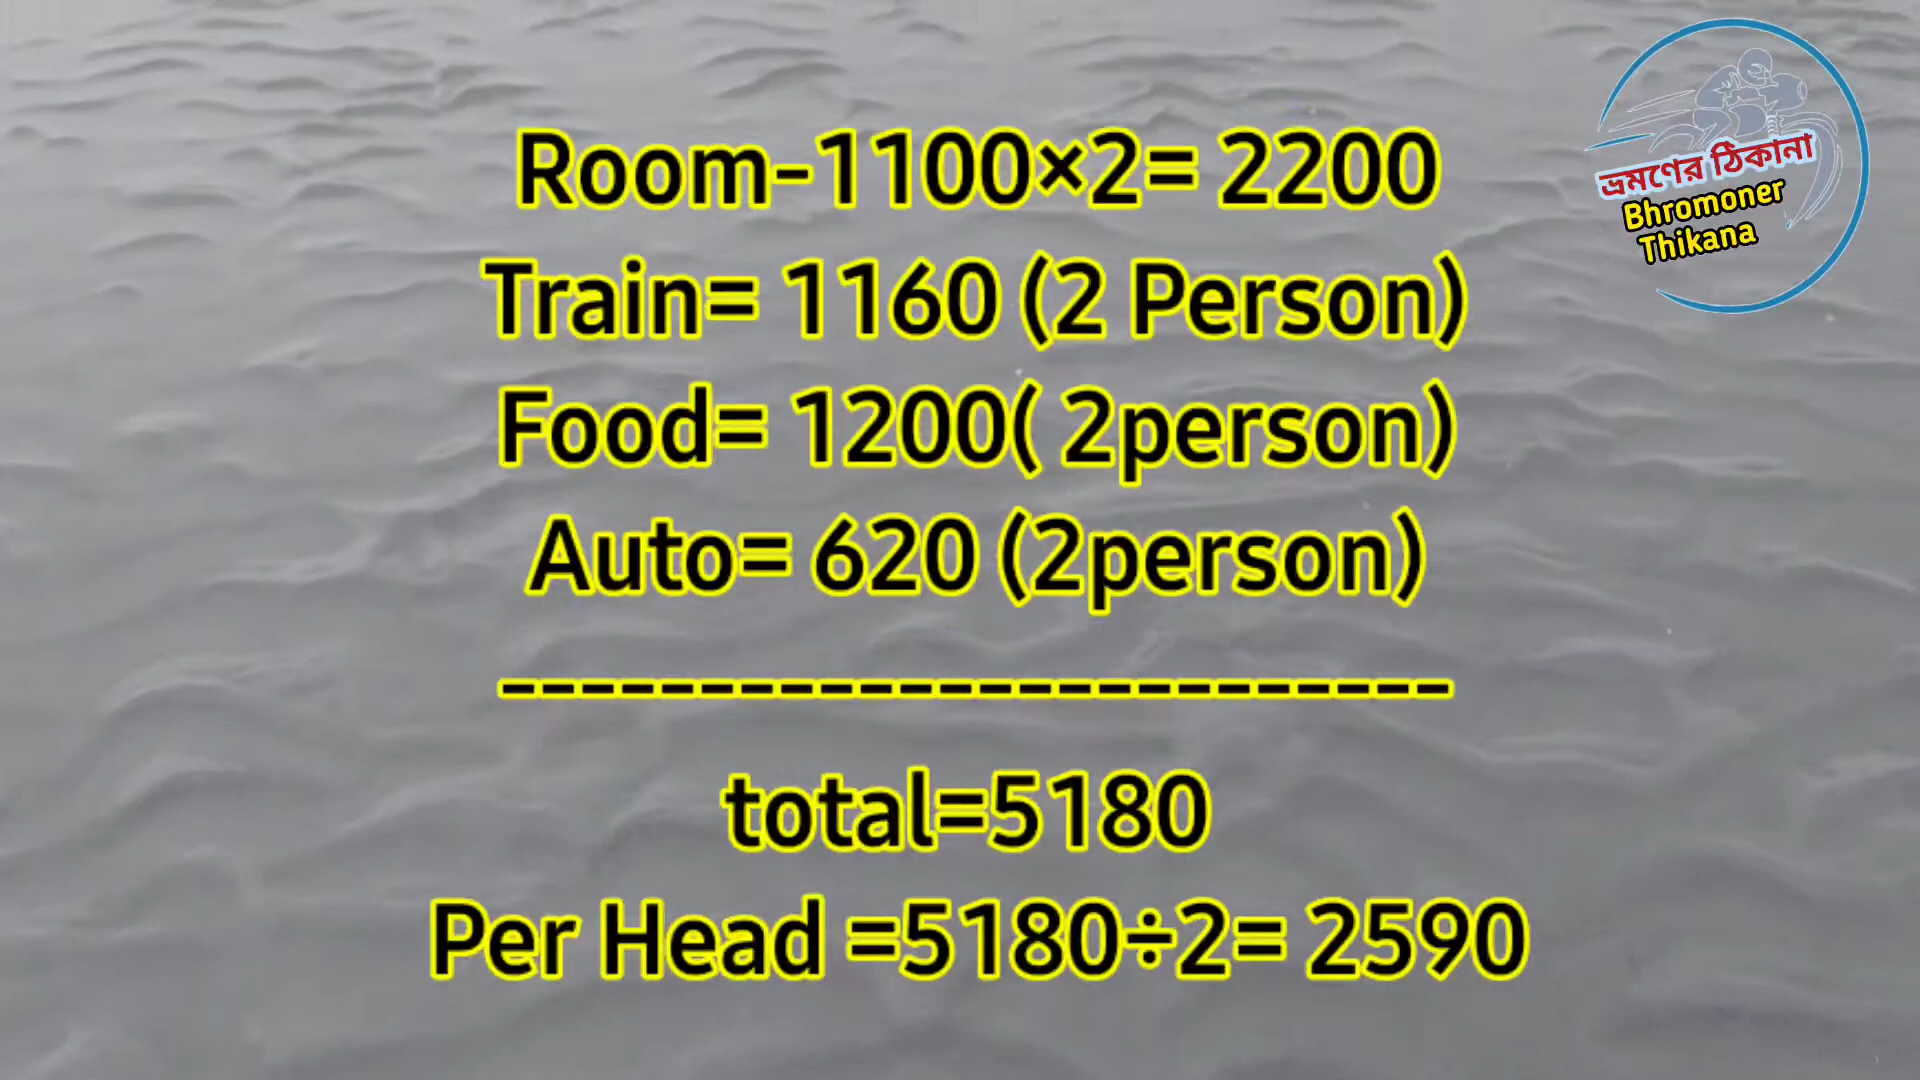 Room-1100×2= 2200
Train= 1160 (2 Person)
Food= 1200( 2person)
Auto= 620 (2person)
-------------------------
total=5180
Per Head =5180÷2= 2590
ভ্রমণের ঠিকানা
Bhromoner
Thikana